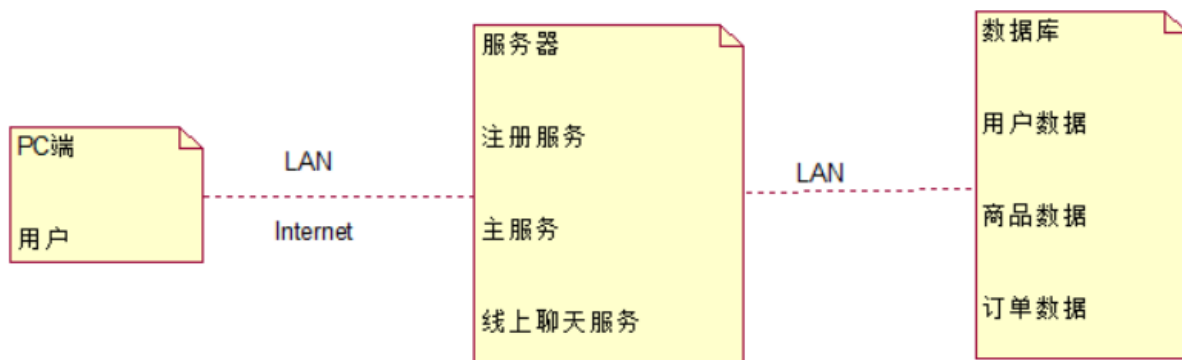 PC端
用户
LAN
Internet
服务器
注册服务
主服务
线上聊天服务
LAN
数据库
用户数据
商品数据
订单数据